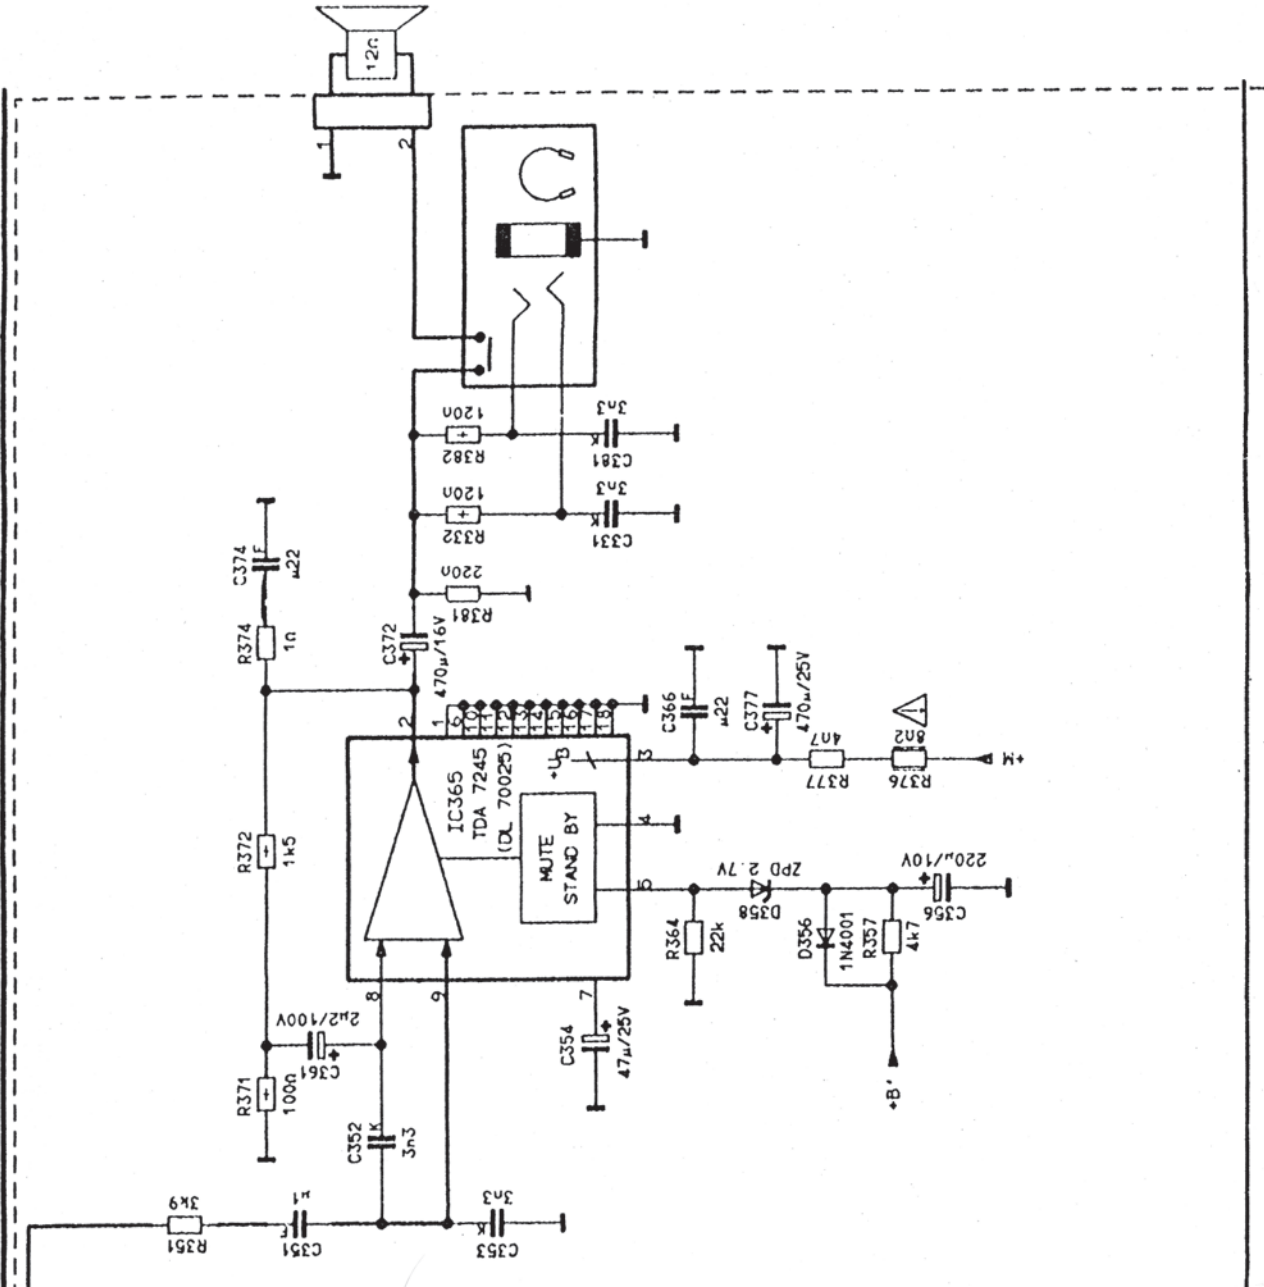 12Ω
1
2
120Ω
R382
3n3
K
C381
120Ω
R332
3n3
K
C331
C374
F
µ22
220Ω
R381
R374
1Ω
C372
+
470µ/16V
2
1
6
10
11
12
13
14
15
16
17
18
C366
F
µ22
C377
+
470µ/25V
IC365
TDA 7245
(DL 70025)
+UB
3
4Ω7
R377
8Ω2
R376
+M
R372
1k5
MUTE
STAND BY
4
5
ZPD 2.7V
D358
220µ/10V
+
C356
R364
22k
D356
1N4001
R357
4k7
8
9
7
2µ2/100V
+
C361
C354
+
47µ/25V
R371
100Ω
+B'
C352
K
3n3
3k9
R351
µ1
F
C351
3n3
K
C353